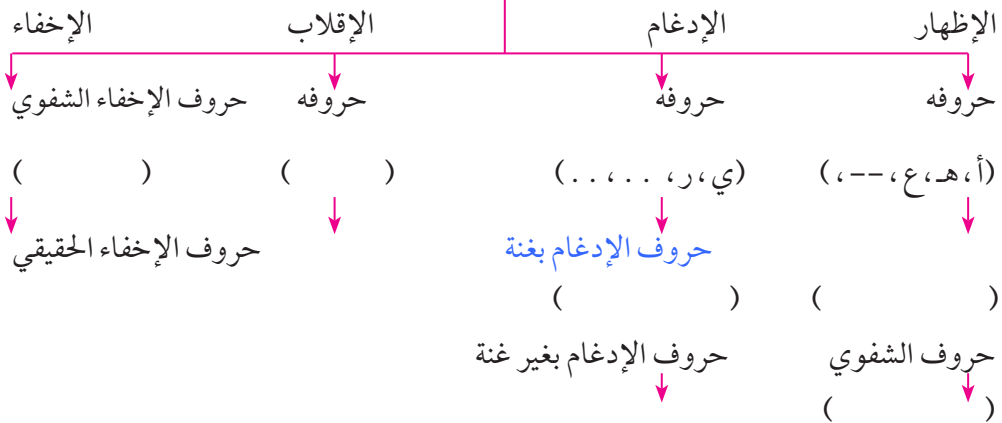 الإظهار الإدغام الإقلاب الإخفاء
حروفه حروفه حروفه حروف الإخفاء الشفوي
(أ، هـ، ع، --،) (ي، ر، . . ، . .) ( ) ( )
حروف الإدغام بغنة حروف الإخفاء الحقيقي
( ) ( )
حروف الشفوي حروف الإدغام بغير غنة
( )